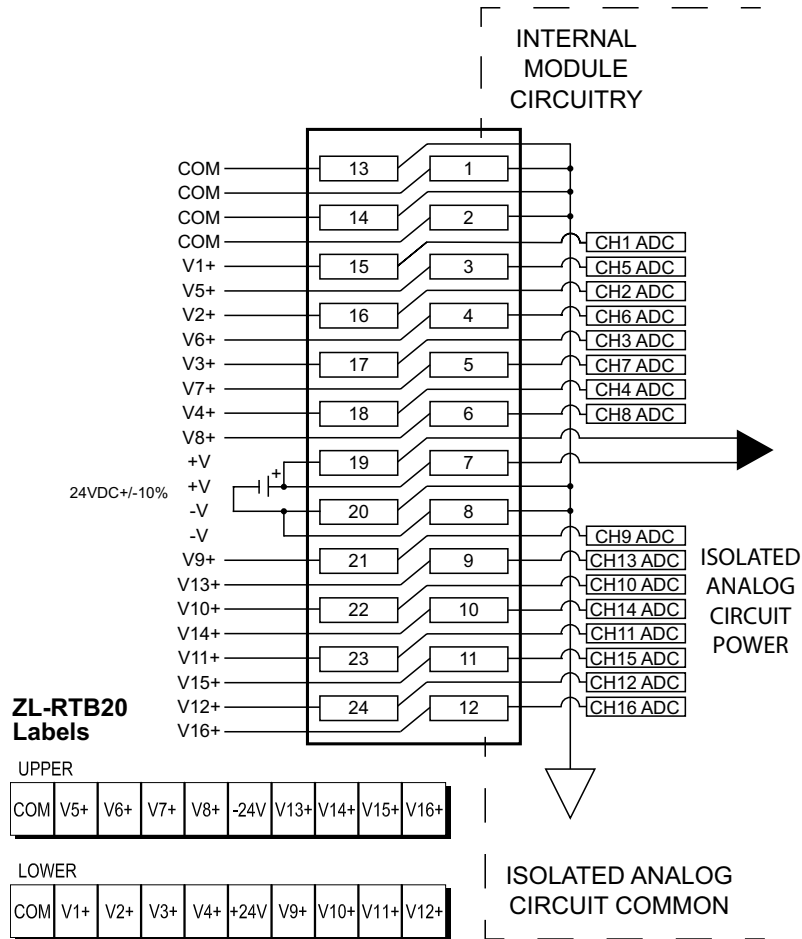 INTERNAL
MODULE
CIRCUITRY
COM
13
1
COM
COM
14
2
COM
CH1 ADC
V1+
15
3
CH5 ADC
V5+
CH2 ADC
V2+
16
4
CH6 ADC
V6+
CH3 ADC
V3+
17
5
CH7 ADC
V7+
CH4 ADC
V4+
18
6
CH8 ADC
V8+
+V
19
7
24VDC+/-10%
+V
+
-V
20
8
-V
CH9 ADC
V9+
21
9
CH13 ADC
V13+
CH10 ADC
V10+
22
10
CH14 ADC
V14+
CH11 ADC
V11+
23
11
CH15 ADC
V15+
CH12 ADC
V12+
24
12
CH16 ADC
V16+
ISOLATED
ANALOG
CIRCUIT
POWER
ZL-RTB20
Labels
UPPER
COM V5+ V6+ V7+ V8+ -24V V13+ V14+ V15+ V16+
LOWER
COM V1+ V2+ V3+ V4+ +24V V9+ V10+ V11+ V12+
ISOLATED ANALOG
CIRCUIT COMMON